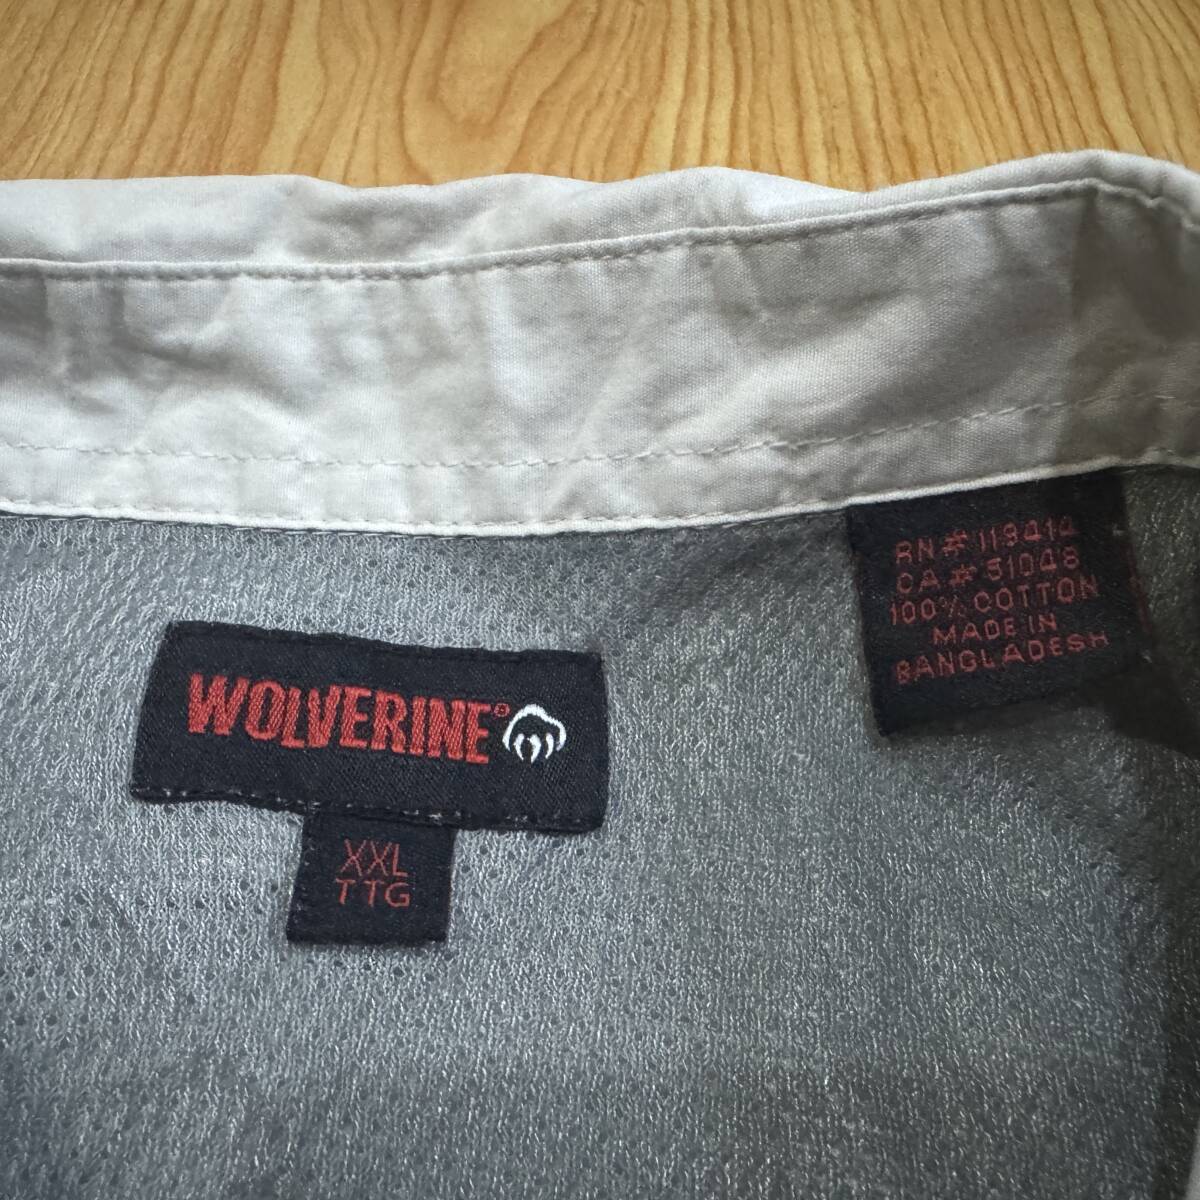 WOLVERINE®
XXL
TTG
RN# 119414
CA# 51048
100% COTTON
MADE IN
BANGLADESH